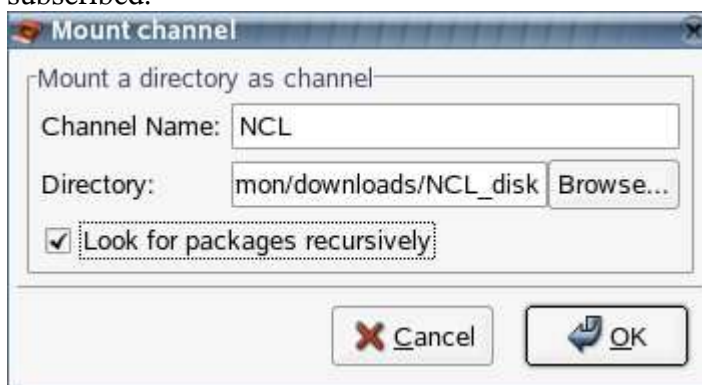 subscribed.
Mount channel
Mount a directory as channel
Channel Name: NCL
Directory: mon/downloads/NCL_disk Browse...
Look for packages recursively
Cancel OK